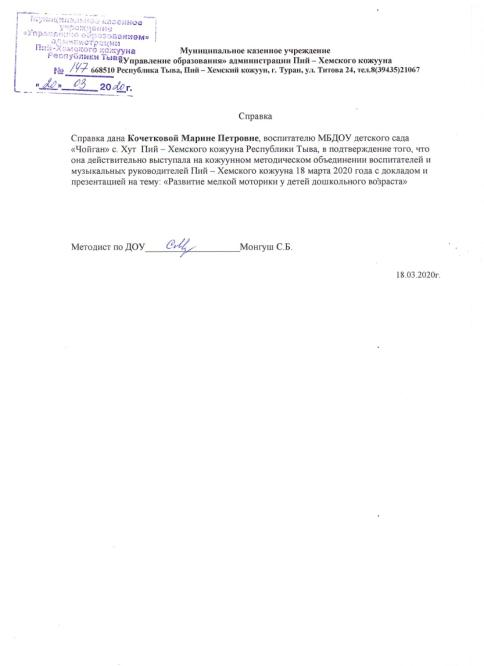 Муниципальное казенное
учреждение
«Управление образованием»
администрации
Пий-Хемского кожууна
Республики Тыва
№ 147
«20» 03 2020г.
Муниципальное казенное учреждение
«Управление образования» администрации Пий – Хемского кожууна
668510 Республика Тыва, Пий – Хемский кожуун, г. Туран, ул. Титова 24, тел.8(39435)21067
Справка
Справка дана Кочетковой Марине Петровне, воспитателю МБДОУ детского сада
«Чойган» с. Хут Пий – Хемского кожууна Республики Тыва, в подтверждение того, что
она действительно выступала на кожуунном методическом объединении воспитателей и
музыкальных руководителей Пий – Хемского кожууна 18 марта 2020 года с докладом и
презентацией на тему: «Развитие мелкой моторики у детей дошкольного возраста»
Методист по ДОУ Монгуш С.Б.
18.03.2020г.